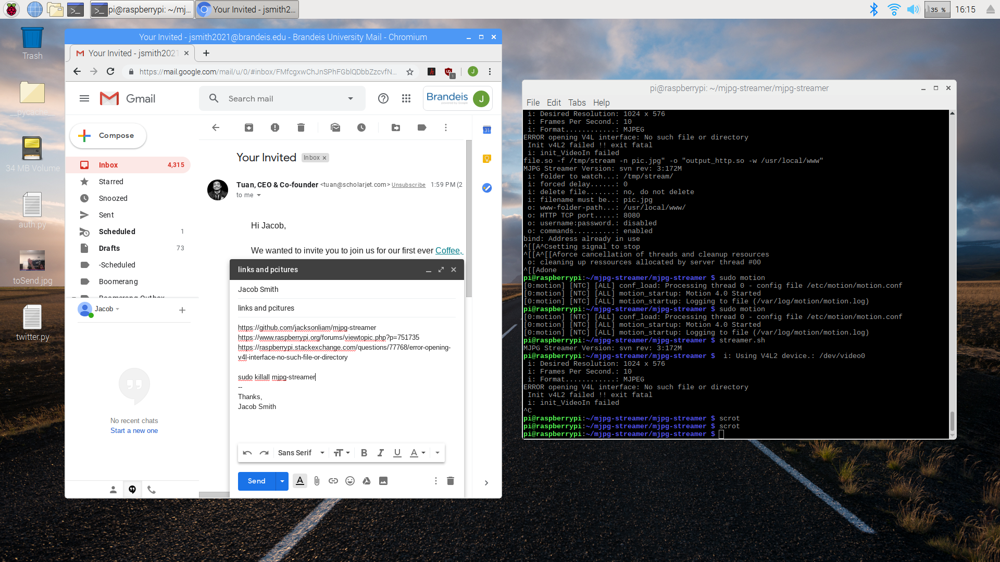 pi@raspberrypi: ~/mj...
Your Invited - jsmith2...
35 %
16:15
Trash
__pycache__
34 MB Volume
auth.py
toSend.jpg
twitter.py
Your Invited - jsmith2021@brandeis.edu - Brandeis University Mail - Chromium
Your Invited - jsmith2021
https://mail.google.com/mail/u/0/#inbox/FMfcgxwChJnSPhFGblQDbbZzcvfN...
J
Gmail
Search mail
Brandeis
powered by Google
J
Compose
Inbox 4,315
Starred
Snoozed
Sent
Scheduled 1
Drafts 73
-Scheduled
Boomerang
Boomerang Outbox
Jacob
No recent chats
Start a new one
31
Your Invited Inbox x
Tuan, CEO & Co-founder <tuan@scholarjet.com> Unsubscribe 1:59 PM (2
to me
Hi Jacob,
We wanted to invite you to join us for our first ever Coffee,
links and pcitures
Jacob Smith
links and pcitures
https://github.com/jacksonliam/mjpg-streamer
https://www.raspberrypi.org/forums/viewtopic.php?p=751735
https://raspberrypi.stackexchange.com/questions/77768/error-opening-
v4l-interface-no-such-file-or-directory
sudo killall mjpg-streamer
--
Thanks,
Jacob Smith
Sans Serif
Send
pi@raspberrypi: ~/mjpg-streamer/mjpg-streamer
File Edit Tabs Help
i: Desired Resolution: 1024 x 576
i: Frames Per Second.: 10
i: Format............: MJPEG
ERROR opening V4L interface: No such file or directory
Init v4L2 failed !! exit fatal
i: init_VideoIn failed
file.so -f /tmp/stream -n pic.jpg" -o "output_http.so -w /usr/local/www"
MJPG Streamer Version: svn rev: 3:172M
i: folder to watch...: /tmp/stream/
i: forced delay......: 0
i: delete file.......: no, do not delete
i: filename must be..: pic.jpg
o: www-folder-path...: /usr/local/www/
o: HTTP TCP port.....: 8080
o: username:password.: disabled
o: commands..........: enabled
bind: Address already in use
^[[A^Csetting signal to stop
^[[A^[[Aforce cancellation of threads and cleanup resources
o: cleaning up ressources allocated by server thread #00
^[[Adone
pi@raspberrypi:~/mjpg-streamer/mjpg-streamer $ sudo motion
[0:motion] [NTC] [ALL] conf_load: Processing thread 0 - config file /etc/motion/motion.conf
[0:motion] [NTC] [ALL] motion_startup: Motion 4.0 Started
[0:motion] [NTC] [ALL] motion_startup: Logging to file (/var/log/motion/motion.log)
pi@raspberrypi:~/mjpg-streamer/mjpg-streamer $ sudo motion
[0:motion] [NTC] [ALL] conf_load: Processing thread 0 - config file /etc/motion/motion.conf
[0:motion] [NTC] [ALL] motion_startup: Motion 4.0 Started
[0:motion] [NTC] [ALL] motion_startup: Logging to file (/var/log/motion/motion.log)
pi@raspberrypi:~/mjpg-streamer/mjpg-streamer $ streamer.sh
MJPG Streamer Version: svn rev: 3:172M
pi@raspberrypi:~/mjpg-streamer/mjpg-streamer $  i: Using V4L2 device.: /dev/video0
i: Desired Resolution: 1024 x 576
i: Frames Per Second.: 10
i: Format............: MJPEG
ERROR opening V4L interface: No such file or directory
Init v4L2 failed !! exit fatal
i: init_VideoIn failed
^C
pi@raspberrypi:~/mjpg-streamer/mjpg-streamer $ scrot
pi@raspberrypi:~/mjpg-streamer/mjpg-streamer $ scrot
pi@raspberrypi:~/mjpg-streamer/mjpg-streamer $